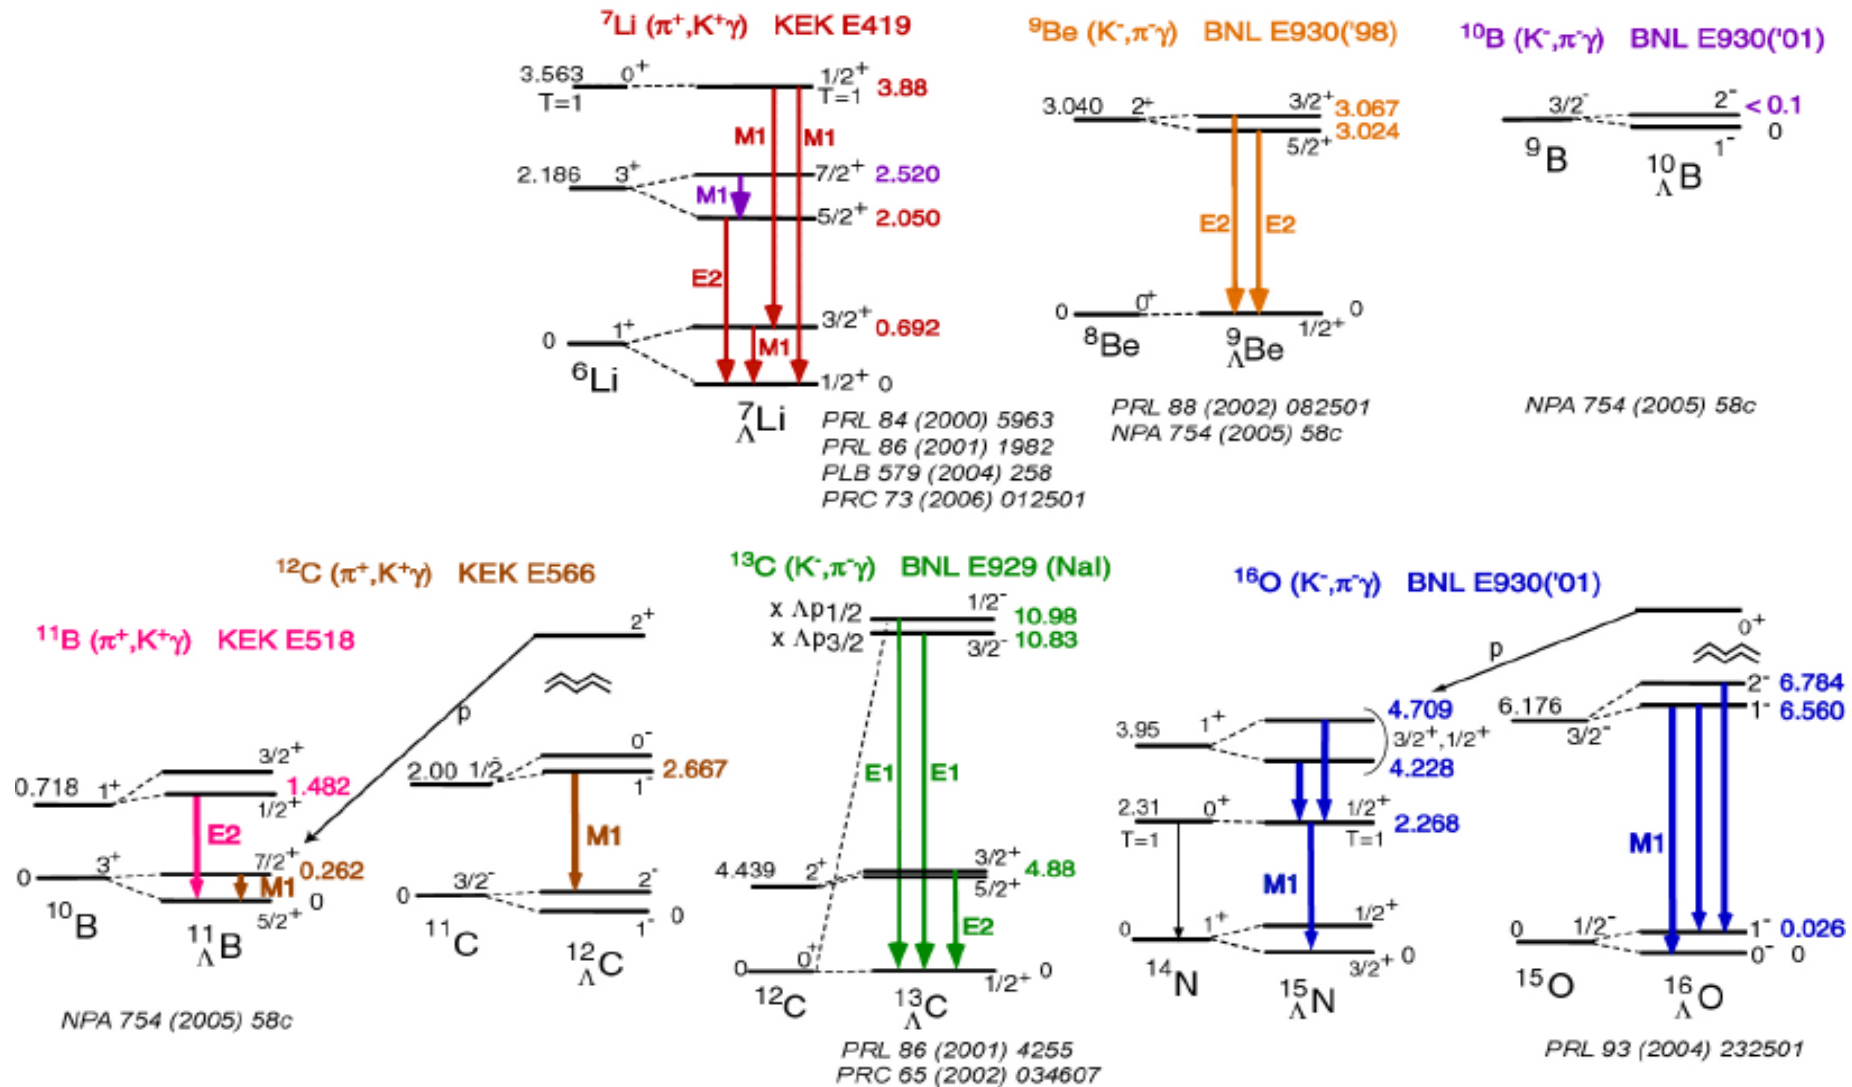 ⁷Li (π⁺,K⁺γ) KEK E419
3.563 0⁺
T=1
1/2⁺ 3.88
T=1
M1 M1
2.186 3⁺
7/2⁺ 2.520
M1
5/2⁺ 2.050
E2
0 1⁺
3/2⁺ 0.692
M1
1/2⁺ 0
⁶Li
⁷ΛLi
PRL 84 (2000) 5963
PRL 86 (2001) 1982
PLB 579 (2004) 258
PRC 73 (2006) 012501
⁹Be (K⁻,π⁻γ) BNL E930('98)
3.040 2⁺
3/2⁺ 3.067
3.024
5/2⁺
E2 E2
0 0⁺
0
1/2⁺
⁸Be
⁹ΛBe
PRL 88 (2002) 082501
NPA 754 (2005) 58c
¹⁰B (K⁻,π⁻γ) BNL E930('01)
3/2⁻
2⁻ < 0.1
0
1⁻
⁹B
¹⁰ΛB
NPA 754 (2005) 58c
¹²C (π⁺,K⁺γ) KEK E566
¹¹B (π⁺,K⁺γ) KEK E518
0.718 1⁺
3/2⁺
1.482
1/2⁺
E2
0 3⁺
7/2⁺ 0.262
M1
5/2⁺ 0
¹⁰B
¹¹ΛB
NPA 754 (2005) 58c
2⁺
p
2.00 1/2⁻
0⁻
2.667
1⁻
M1
0 3/2⁻
2⁻
0
1⁻
¹¹C
¹²ΛC
¹³C (K⁻,π⁻γ) BNL E929 (NaI)
x Λp1/2
1/2⁻ 10.98
x Λp3/2
3/2⁻ 10.83
E1 E1
4.439 2⁺
3/2⁺ 4.88
5/2⁺
E2
0 0⁺
1/2⁺ 0
¹²C
¹³ΛC
PRL 86 (2001) 4255
PRC 65 (2002) 034607
¹⁶O (K⁻,π⁻γ) BNL E930('01)
0⁺
p
3.95 1⁺
4.709
3/2⁺,1/2⁺
4.228
2.31 0⁺
T=1
1/2⁺ 2.268
T=1
M1
0 1⁺
1/2⁺
3/2⁺ 0
¹⁴N
¹⁵ΛN
6.176
3/2⁻
2⁻ 6.784
1⁻ 6.560
M1
0 1/2⁻
1⁻ 0.026
0⁻ 0
¹⁵O
¹⁶ΛO
PRL 93 (2004) 232501